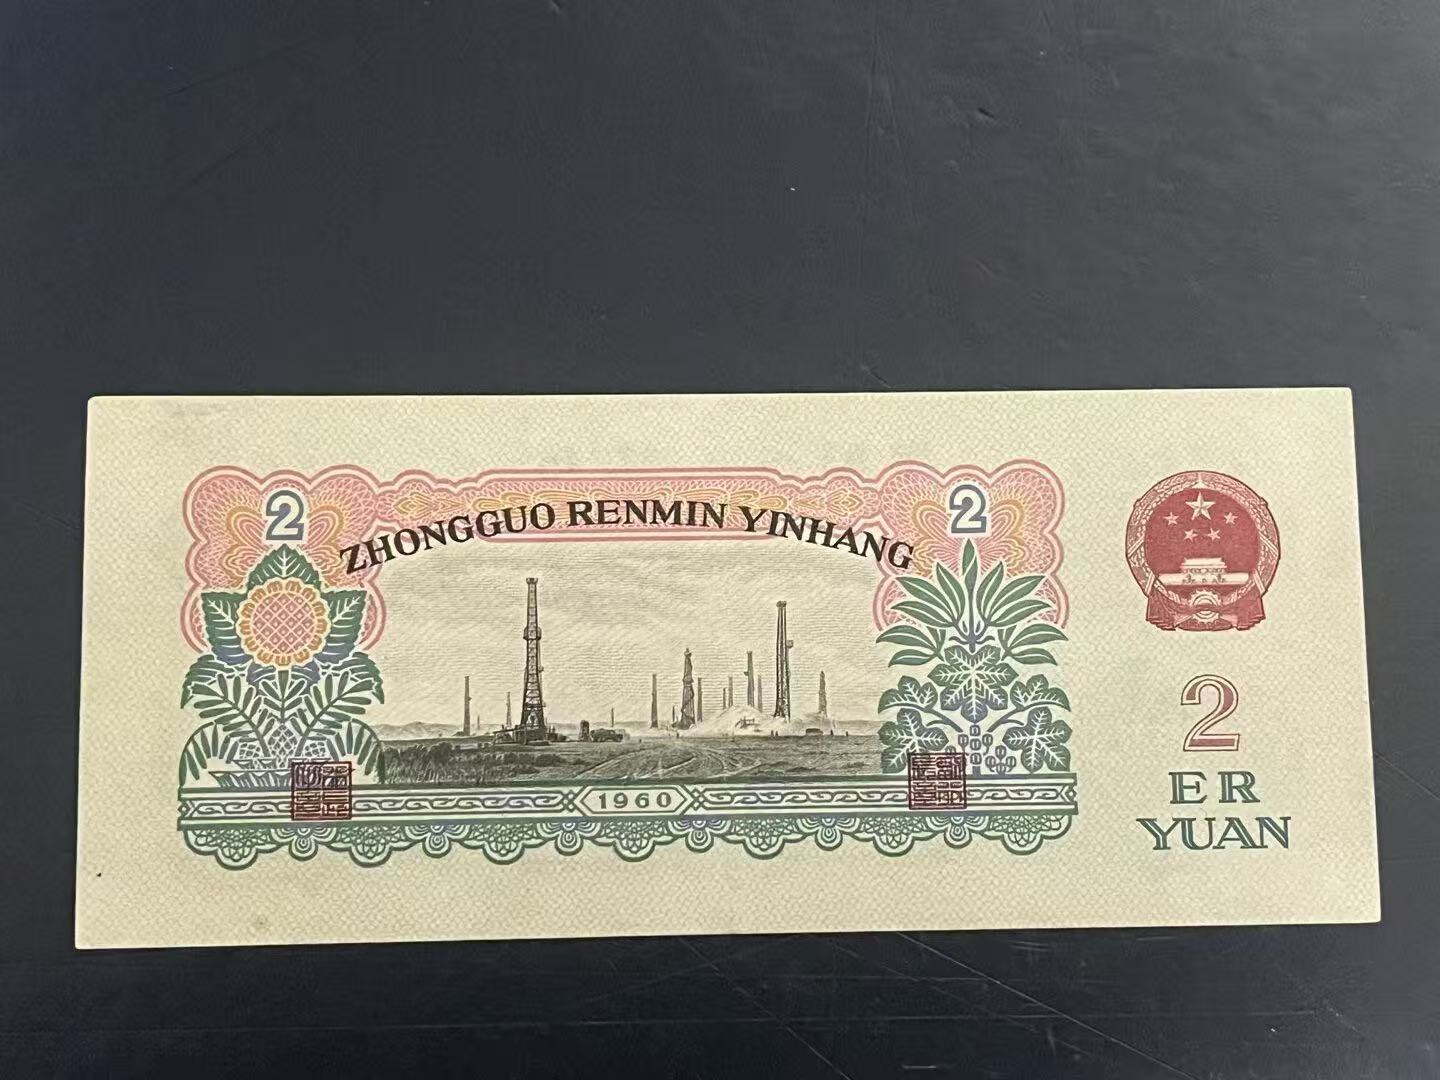 2
2
ZHONGGUO RENMIN YINHANG
1960
2
ER
YUAN